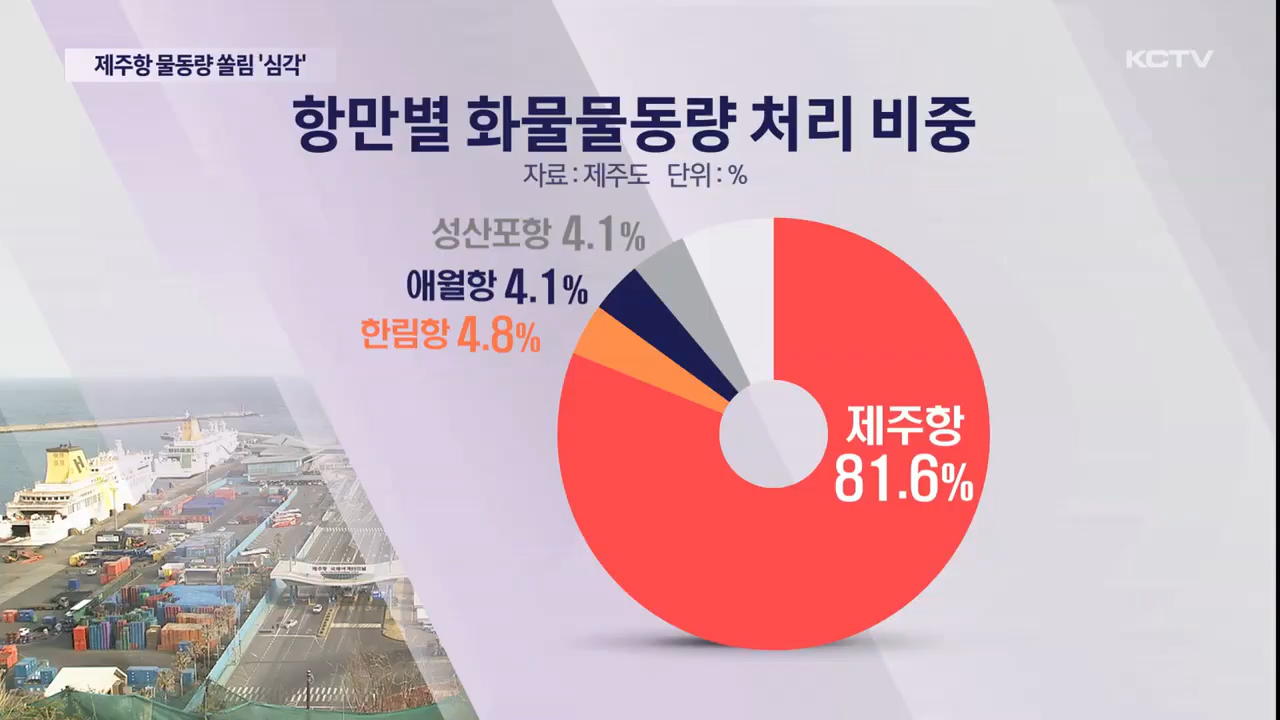 제주항 물동량 쏠림 '심각'
KCTV
항만별 화물물동량 처리 비중
자료 : 제주도 단위 : %
성산포항 4.1%
애월항 4.1%
한림항 4.8%
제주항
81.6%